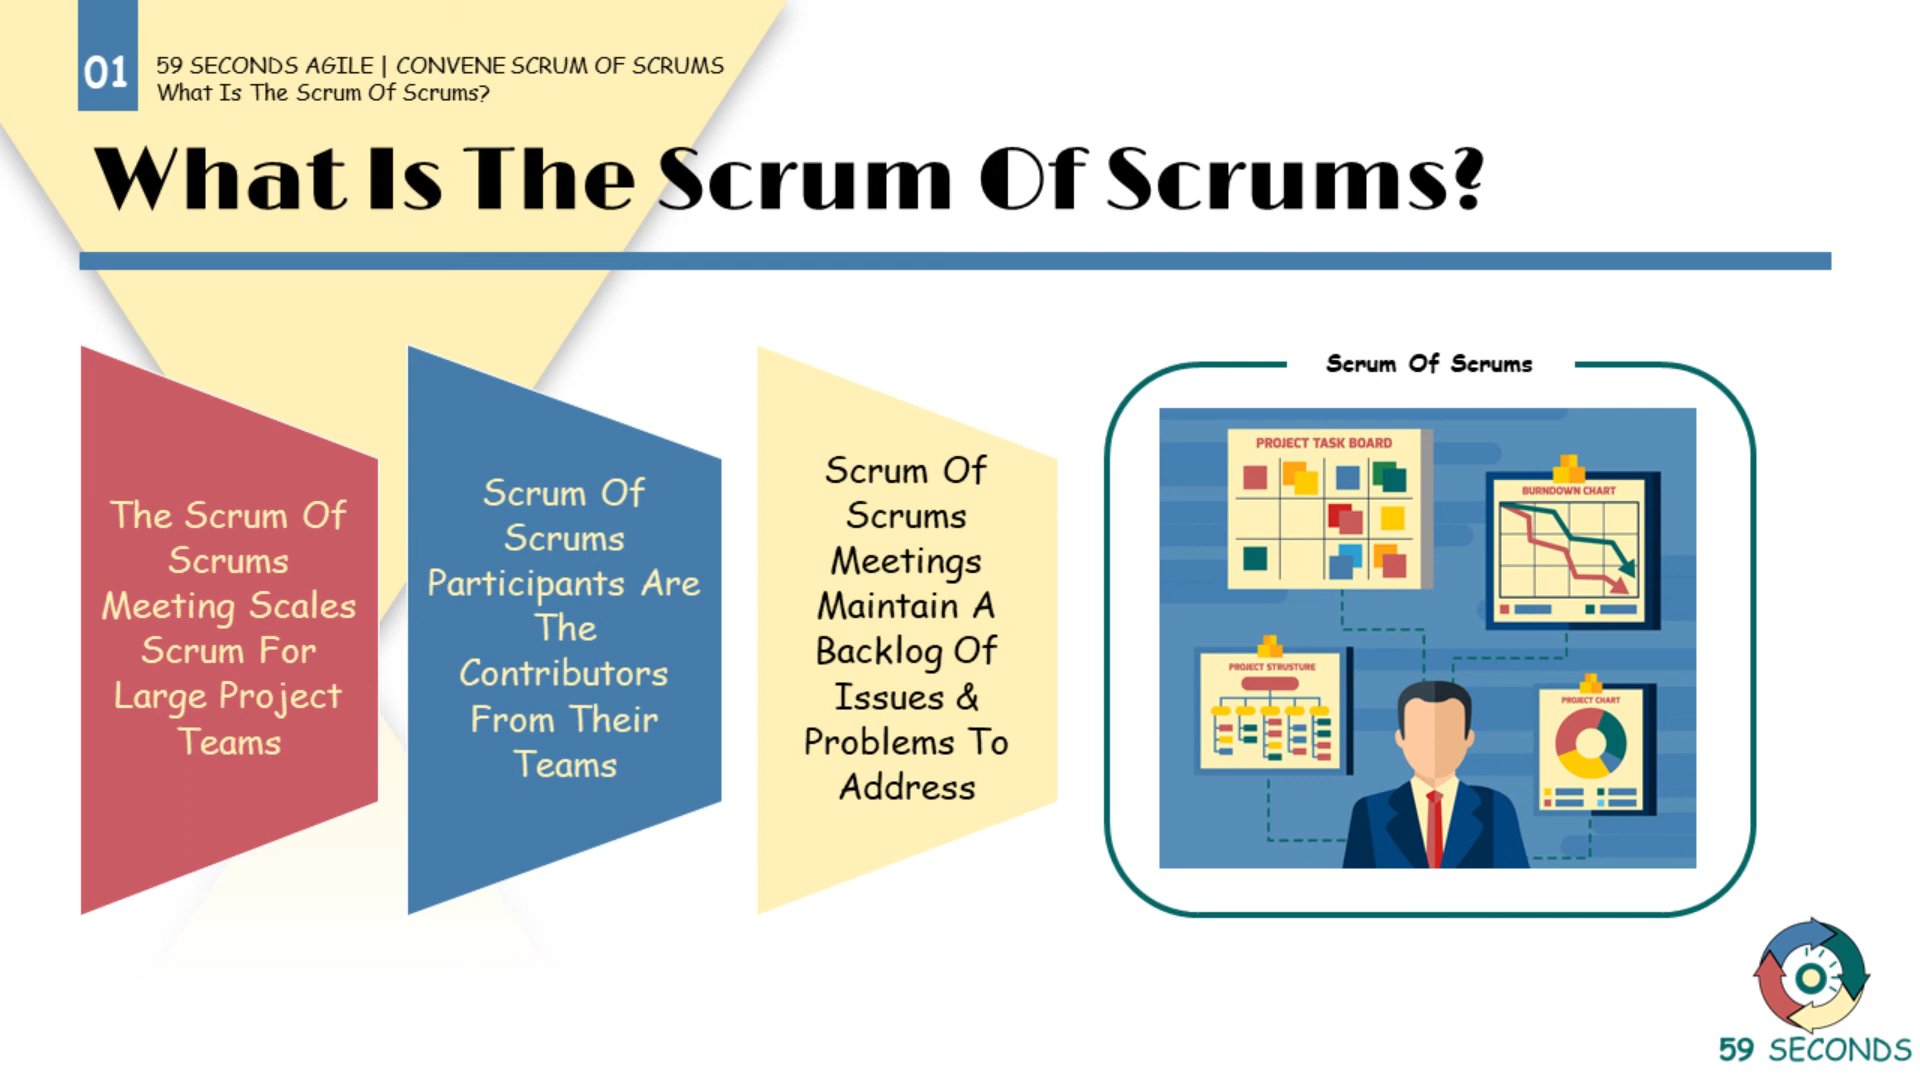 01
59 SECONDS AGILE | CONVENE SCRUM OF SCRUMS
What Is The Scrum Of Scrums?
What Is The Scrum Of Scrums?
The Scrum Of
Scrums
Meeting Scales
Scrum For
Large Project
Teams
Scrum Of
Scrums
Participants Are
The
Contributors
From Their
Teams
Scrum Of
Scrums
Meetings
Maintain A
Backlog Of
Issues &
Problems To
Address
Scrum Of Scrums
PROJECT TASK BOARD
BURNDOWN CHART
PROJECT STRUSTURE
PROJECT CHART
59 SECONDS